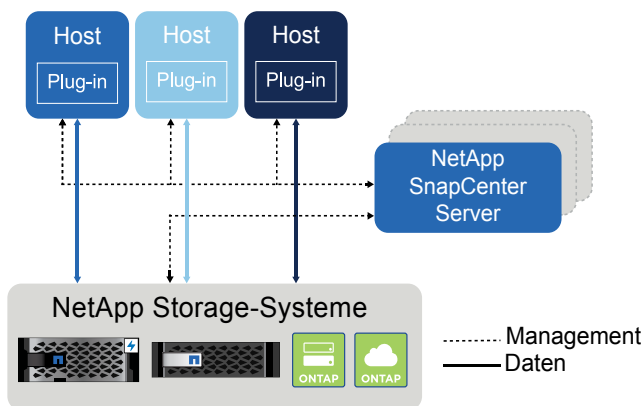 Host
Plug-in
Host
Plug-in
Host
Plug-in
NetApp
SnapCenter
Server
NetApp Storage-Systeme
ONTAP
ONTAP
Management
Daten